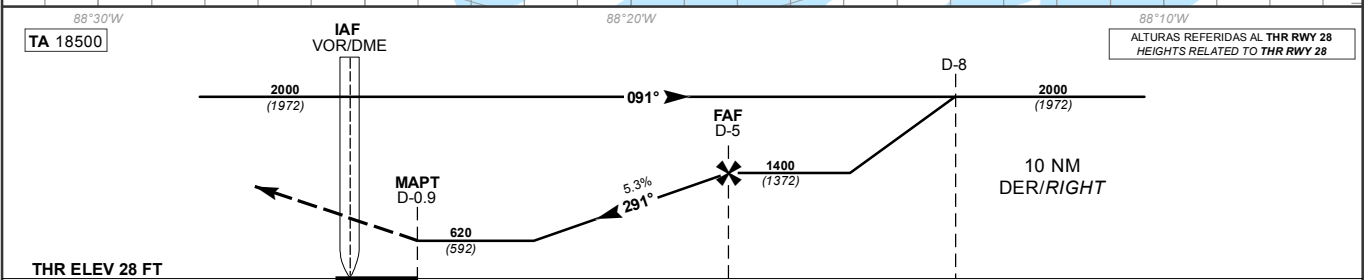 88°30'W
88°20'W
88°10'W
TA 18500
IAF
VOR/DME
ALTURAS REFERIDAS AL THR RWY 28
HEIGHTS RELATED TO THR RWY 28
D-8
2000
(1972)
091°
2000
(1972)
FAF
D-5
1400
(1372)
10 NM
DER/RIGHT
MAPT
D-0.9
5.3%
291°
620
(592)
THR ELEV 28 FT